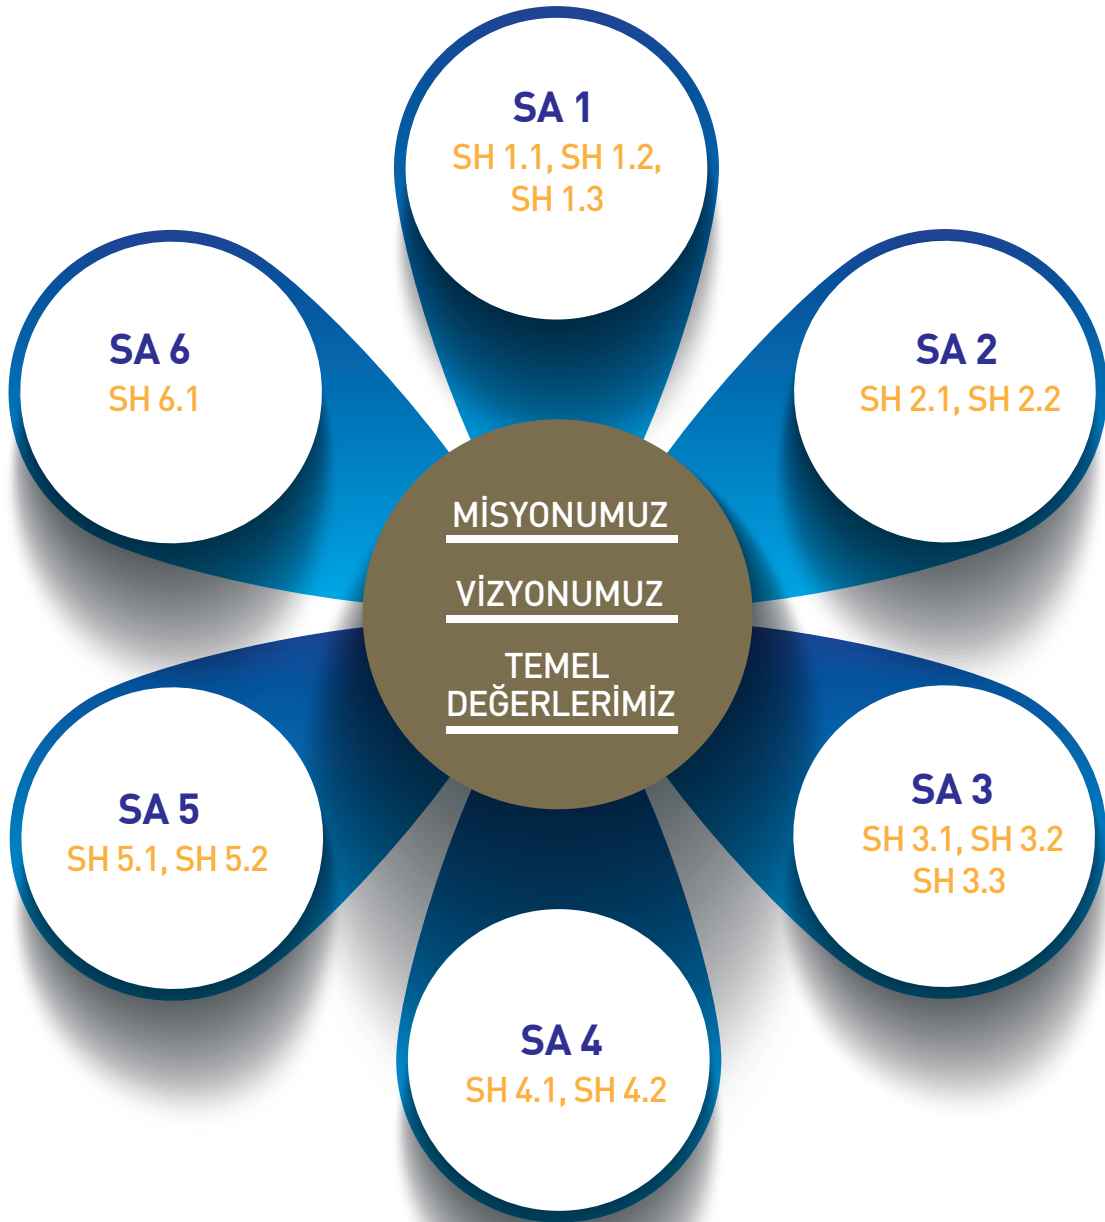 SA 1
SH 1.1, SH 1.2,
SH 1.3
SA 2
SH 2.1, SH 2.2
SA 3
SH 3.1, SH 3.2
SH 3.3
SA 4
SH 4.1, SH 4.2
SA 5
SH 5.1, SH 5.2
SA 6
SH 6.1
MİSYONUMUZ
VİZYONUMUZ
TEMEL
DEĞERLERİMİZ